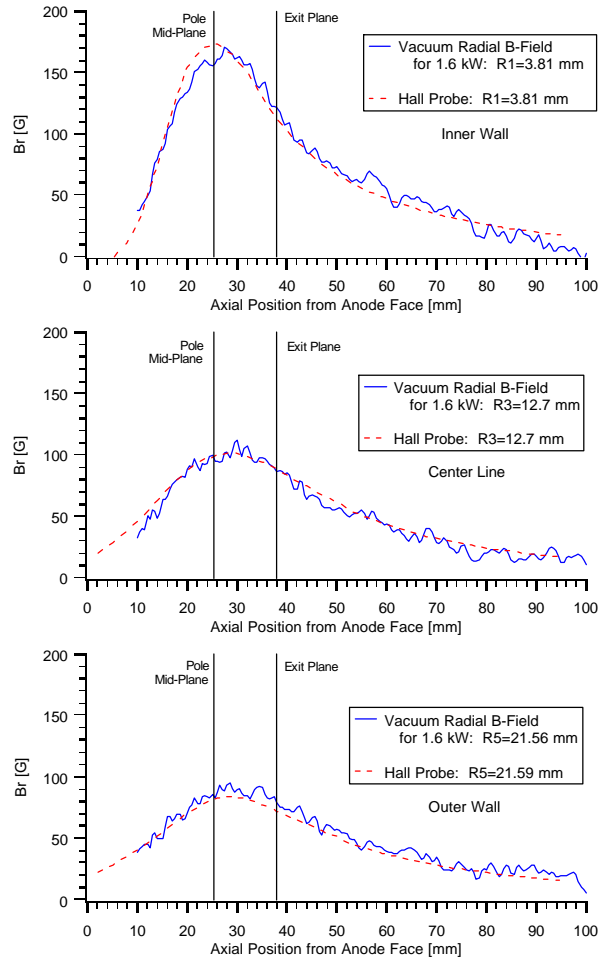 Pole
Mid-Plane
Exit Plane
200
150
100
50
0
Br [G]
Vacuum Radial B-Field
for 1.6 kW: R1=3.81 mm
Hall Probe: R1=3.81 mm
Inner Wall
0 10 20 30 40 50 60 70 80 90 100
Axial Position from Anode Face [mm]
Pole
Mid-Plane
Exit Plane
200
150
100
50
0
Br [G]
Vacuum Radial B-Field
for 1.6 kW: R3=12.7 mm
Hall Probe: R3=12.7 mm
Center Line
0 10 20 30 40 50 60 70 80 90 100
Axial Position from Anode Face [mm]
Pole
Mid-Plane
Exit Plane
200
150
100
50
0
Br [G]
Vacuum Radial B-Field
for 1.6 kW: R5=21.56 mm
Hall Probe: R5=21.59 mm
Outer Wall
0 10 20 30 40 50 60 70 80 90 100
Axial Position from Anode Face [mm]